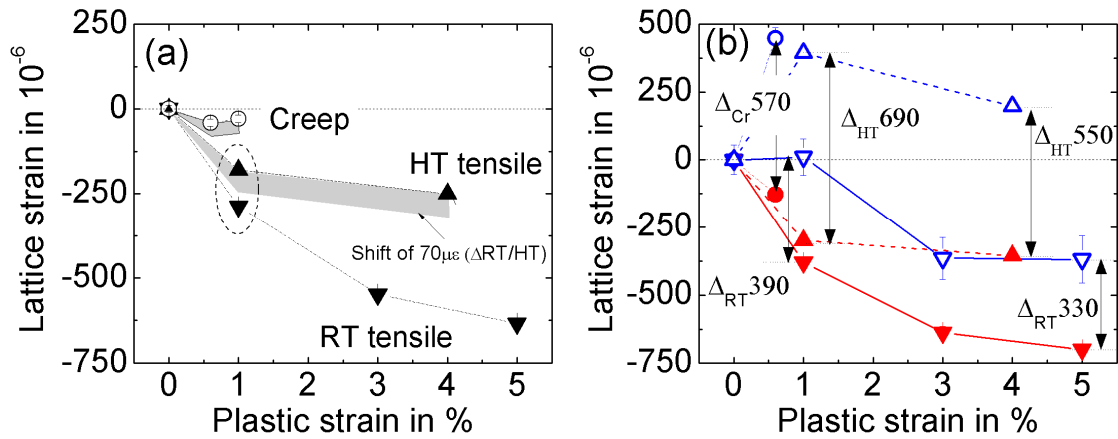 (a)
250
0
-250
-500
-750
Lattice strain in 10⁻⁶
Creep
HT tensile
Shift of 70με (ΔRT/HT)
RT tensile
0 1 2 3 4 5
Plastic strain in %
(b)
500
250
0
-250
-500
-750
Lattice strain in 10⁻⁶
Δ_Cr570
Δ_HT690
Δ_HT550
Δ_RT390
Δ_RT330
0 1 2 3 4 5
Plastic strain in %